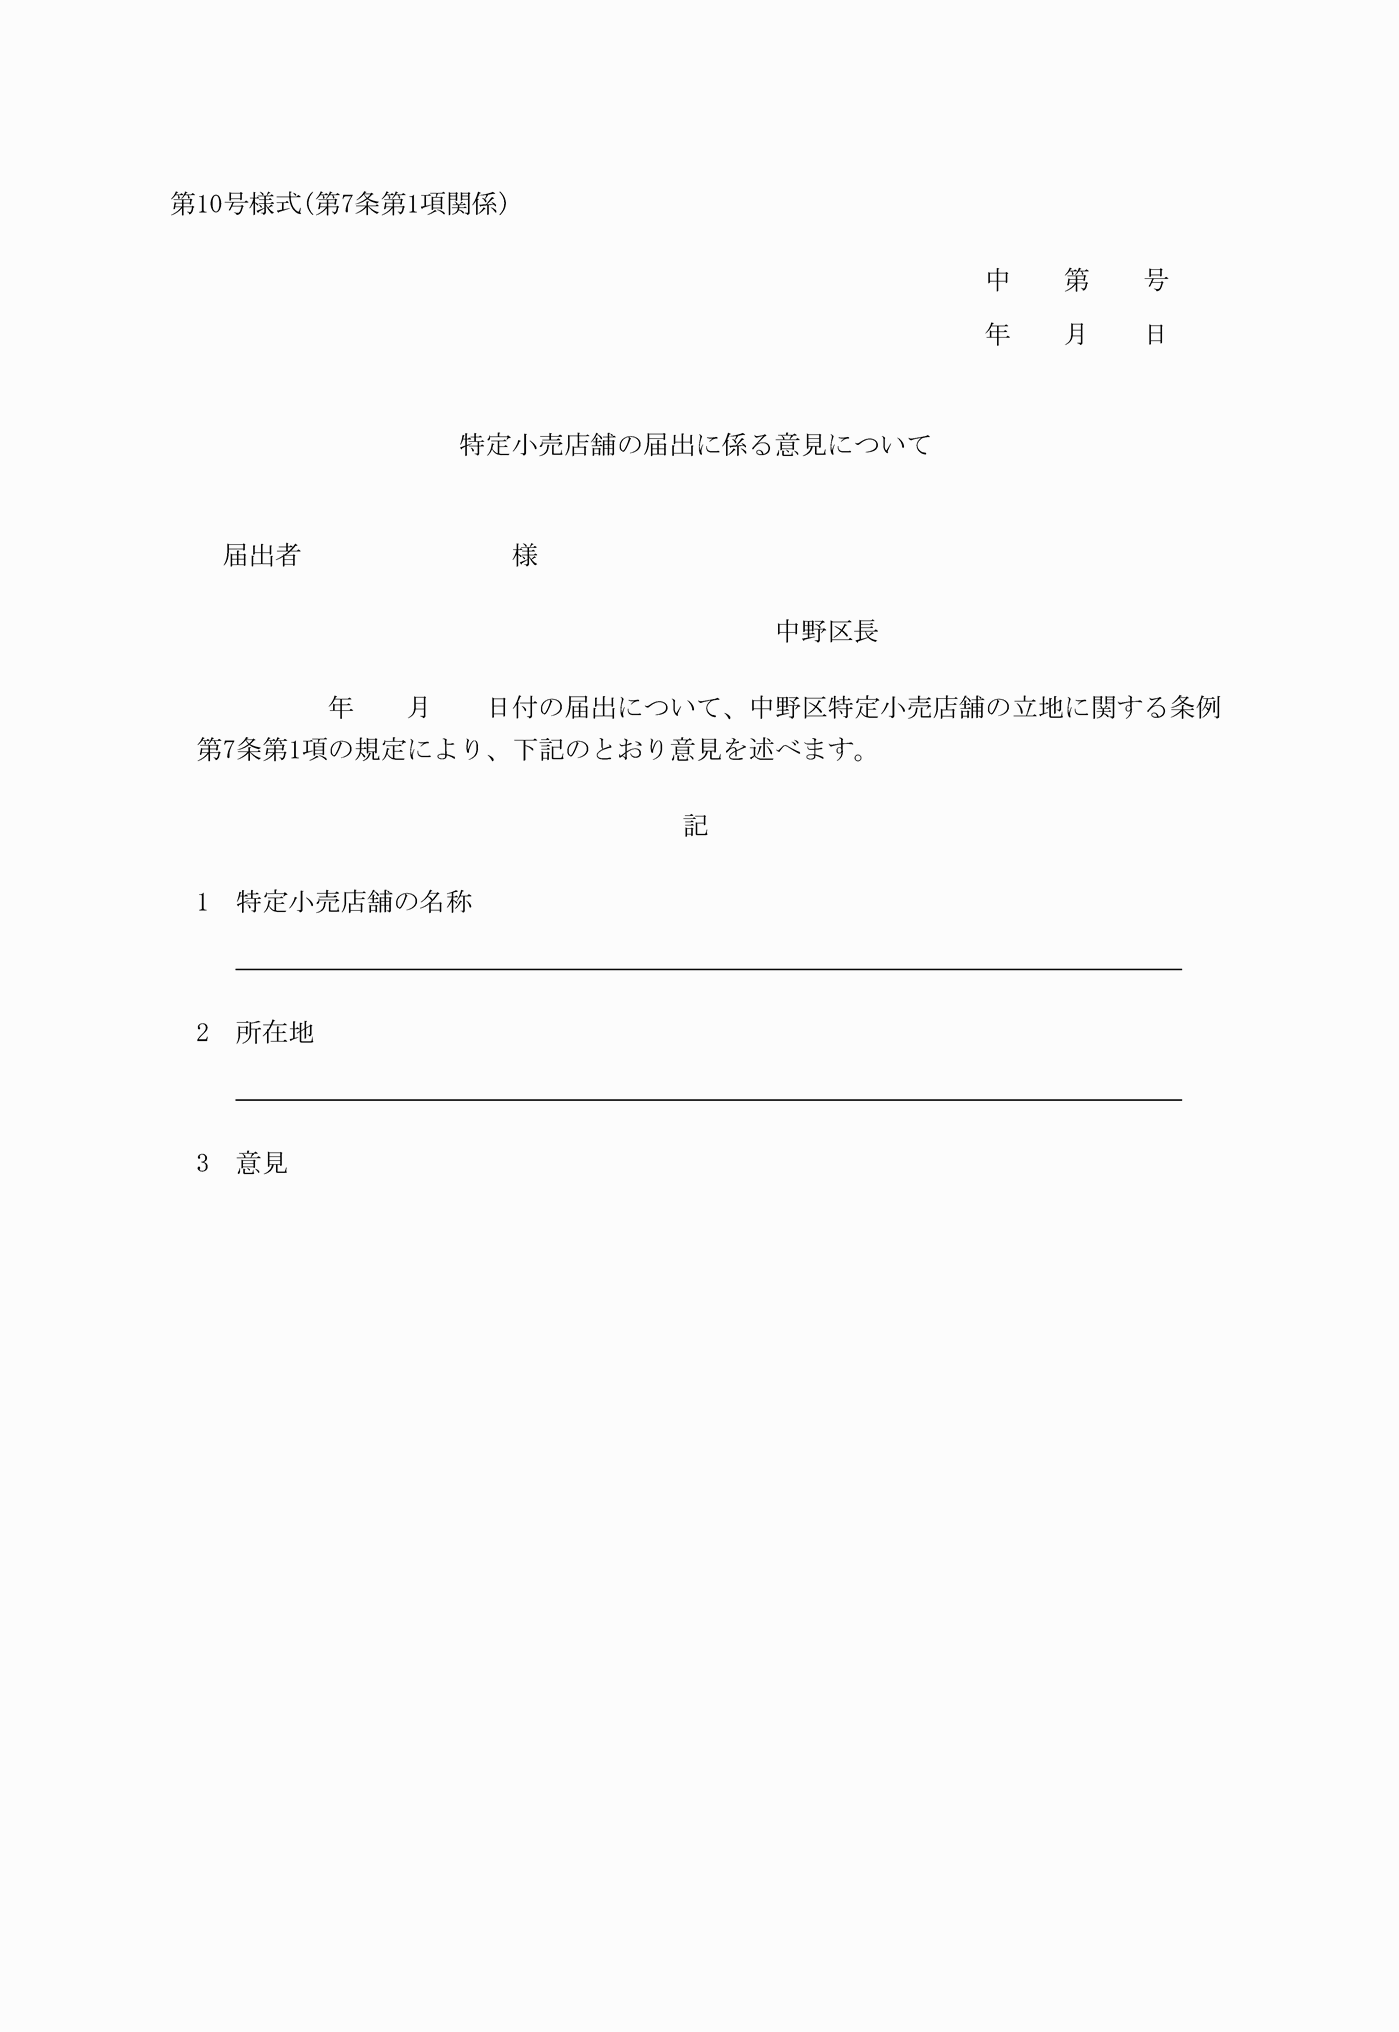 第10号様式(第7条第1項関係)
中　　第　　号
年　　月　　日
特定小売店舗の届出に係る意見について
届出者　　　　　　　　様
中野区長
年　　月　　日付の届出について、中野区特定小売店舗の立地に関する条例
第7条第1項の規定により、下記のとおり意見を述べます。
記
1　特定小売店舗の名称
2　所在地
3　意見